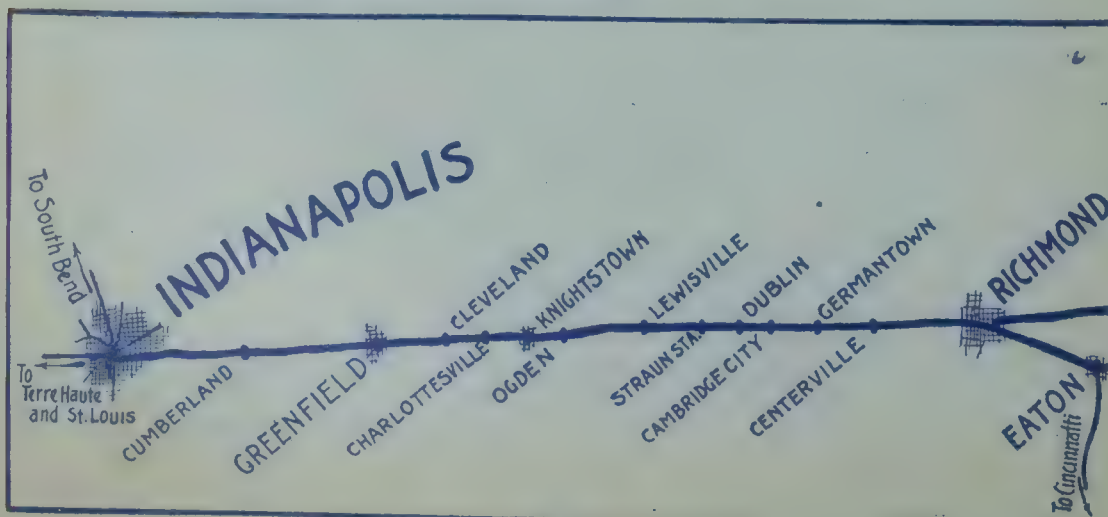 To South Bend
INDIANAPOLIS
To
Terre Haute
and St. Louis
CUMBERLAND
GREENFIELD
CLEVELAND
CHARLOTTESVILLE
KNIGHTSTOWN
OGDEN
LEWISVILLE
STRAUN STA.
DUBLIN
CAMBRIDGE CITY
GERMANTOWN
CENTERVILLE
RICHMOND
EATON
To Cincinnatti